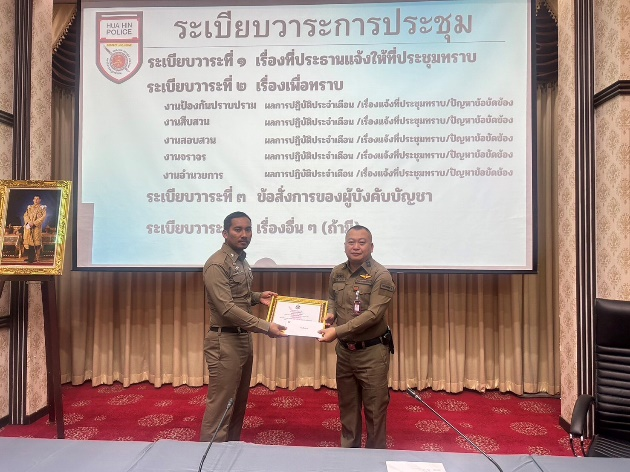 HUA HIN
POLICE
ระเบียบวาระการประชุม
ระเบียบวาระที่ ๑ เรื่องที่ประธานแจ้งให้ที่ประชุมทราบ
ระเบียบวาระที่ ๒ เรื่องเพื่อทราบ
งานป้องกันปราบปราม ผลการปฏิบัติประจำเดือน /เรื่องแจ้งที่ประชุมทราบ/ปัญหาข้อขัดข้อง
งานสืบสวน ผลการปฏิบัติประจำเดือน /เรื่องแจ้งที่ประชุมทราบ/ปัญหาข้อขัดข้อง
งานสอบสวน ผลการปฏิบัติประจำเดือน /เรื่องแจ้งที่ประชุมทราบ/ปัญหาข้อขัดข้อง
งานจราจร ผลการปฏิบัติประจำเดือน /เรื่องแจ้งที่ประชุมทราบ/ปัญหาข้อขัดข้อง
งานอำนวยการ ผลการปฏิบัติประจำเดือน /เรื่องแจ้งที่ประชุมทราบ/ปัญหาข้อขัดข้อง
ระเบียบวาระที่ ๓ ข้อสั่งการของผู้บังคับบัญชา
ระเบียบวาระ เรื่องอื่น ๆ (ถ้ามี)